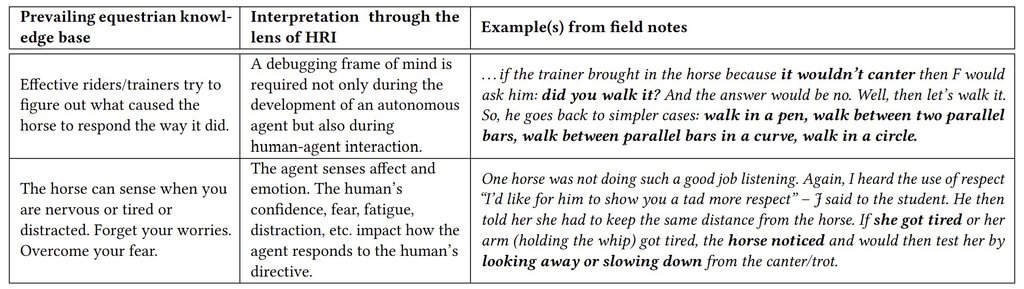 Prevailing equestrian knowl-
edge base
Interpretation through the
lens of HRI
Example(s) from field notes
Effective riders/trainers try to
figure out what caused the
horse to respond the way it did.
A debugging frame of mind is
required not only during the
development of an autonomous
agent but also during
human-agent interaction.
…if the trainer brought in the horse because it wouldn't canter then F would
ask him: did you walk it? And the answer would be no. Well, then let's walk it.
So, he goes back to simpler cases: walk in a pen, walk between two parallel
bars, walk between parallel bars in a curve, walk in a circle.
The horse can sense when you
are nervous or tired or
distracted. Forget your worries.
Overcome your fear.
The agent senses affect and
emotion. The human's
confidence, fear, fatigue,
distraction, etc. impact how the
agent responds to the human's
directive.
One horse was not doing such a good job listening. Again, I heard the use of respect
"I'd like for him to show you a tad more respect" – J said to the student. He then
told her she had to keep the same distance from the horse. If she got tired or her
arm (holding the whip) got tired, the horse noticed and would then test her by
looking away or slowing down from the canter/trot.